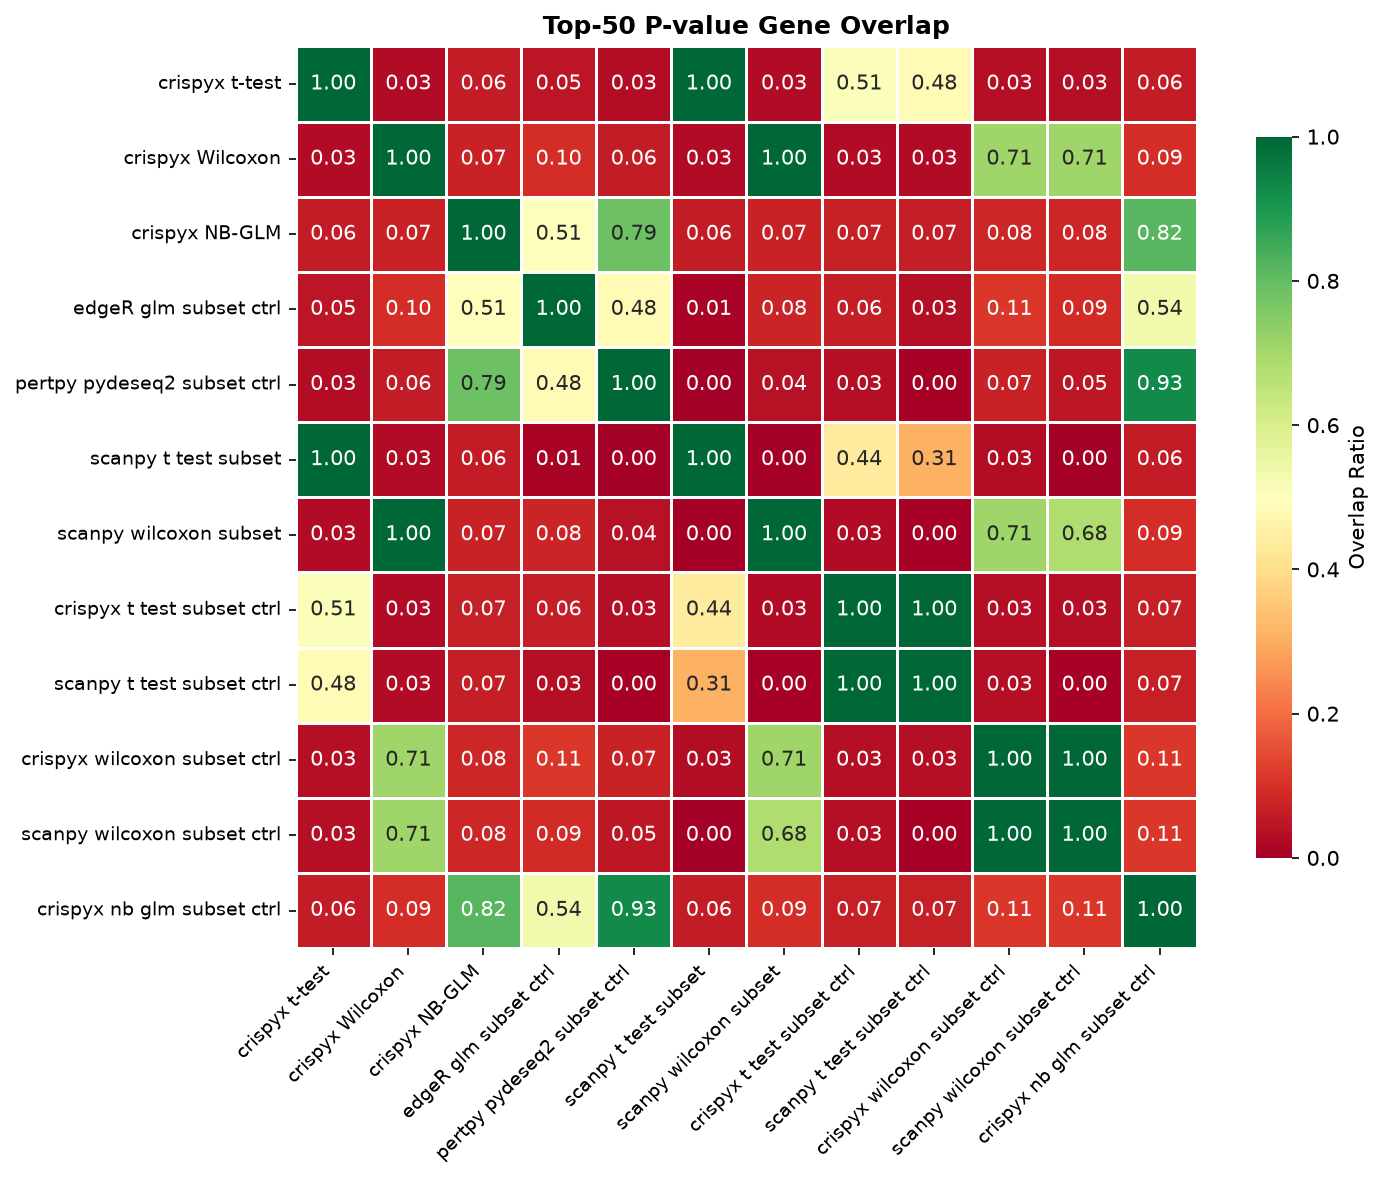 Top-50 P-value Gene Overlap
crispyx t-test 1.00 0.03 0.06 0.05 0.03 1.00 0.03 0.51 0.48 0.03 0.03 0.06
crispyx Wilcoxon 0.03 1.00 0.07 0.10 0.06 0.03 1.00 0.03 0.03 0.71 0.71 0.09
crispyx NB-GLM 0.06 0.07 1.00 0.51 0.79 0.06 0.07 0.07 0.07 0.08 0.08 0.82
edgeR glm subset ctrl 0.05 0.10 0.51 1.00 0.48 0.01 0.08 0.06 0.03 0.11 0.09 0.54
pertpy pydeseq2 subset ctrl 0.03 0.06 0.79 0.48 1.00 0.00 0.04 0.03 0.00 0.07 0.05 0.93
scanpy t test subset 1.00 0.03 0.06 0.01 0.00 1.00 0.00 0.44 0.31 0.03 0.00 0.06
scanpy wilcoxon subset 0.03 1.00 0.07 0.08 0.04 0.00 1.00 0.03 0.00 0.71 0.68 0.09
crispyx t test subset ctrl 0.51 0.03 0.07 0.06 0.03 0.44 0.03 1.00 1.00 0.03 0.03 0.07
scanpy t test subset ctrl 0.48 0.03 0.07 0.03 0.00 0.31 0.00 1.00 1.00 0.03 0.00 0.07
crispyx wilcoxon subset ctrl 0.03 0.71 0.08 0.11 0.07 0.03 0.71 0.03 0.03 1.00 1.00 0.11
scanpy wilcoxon subset ctrl 0.03 0.71 0.08 0.09 0.05 0.00 0.68 0.03 0.00 1.00 1.00 0.11
crispyx nb glm subset ctrl 0.06 0.09 0.82 0.54 0.93 0.06 0.09 0.07 0.07 0.11 0.11 1.00
crispyx t-test
crispyx Wilcoxon
crispyx NB-GLM
edgeR glm subset ctrl
pertpy pydeseq2 subset ctrl
scanpy t test subset
scanpy wilcoxon subset
crispyx t test subset ctrl
scanpy t test subset ctrl
crispyx wilcoxon subset ctrl
scanpy wilcoxon subset ctrl
crispyx nb glm subset ctrl
1.0
0.8
0.6
0.4
0.2
0.0
Overlap Ratio